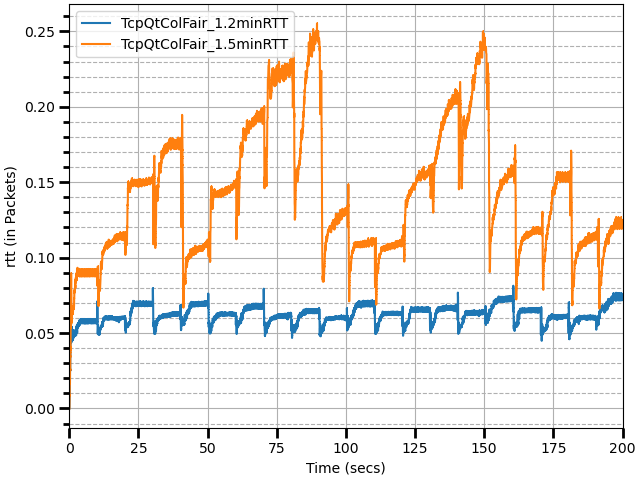 TcpQtColFair_1.2minRTT
TcpQtColFair_1.5minRTT
0.25
0.20
0.15
0.10
0.05
0.00
rtt (in Packets)
0 25 50 75 100 125 150 175 200
Time (secs)